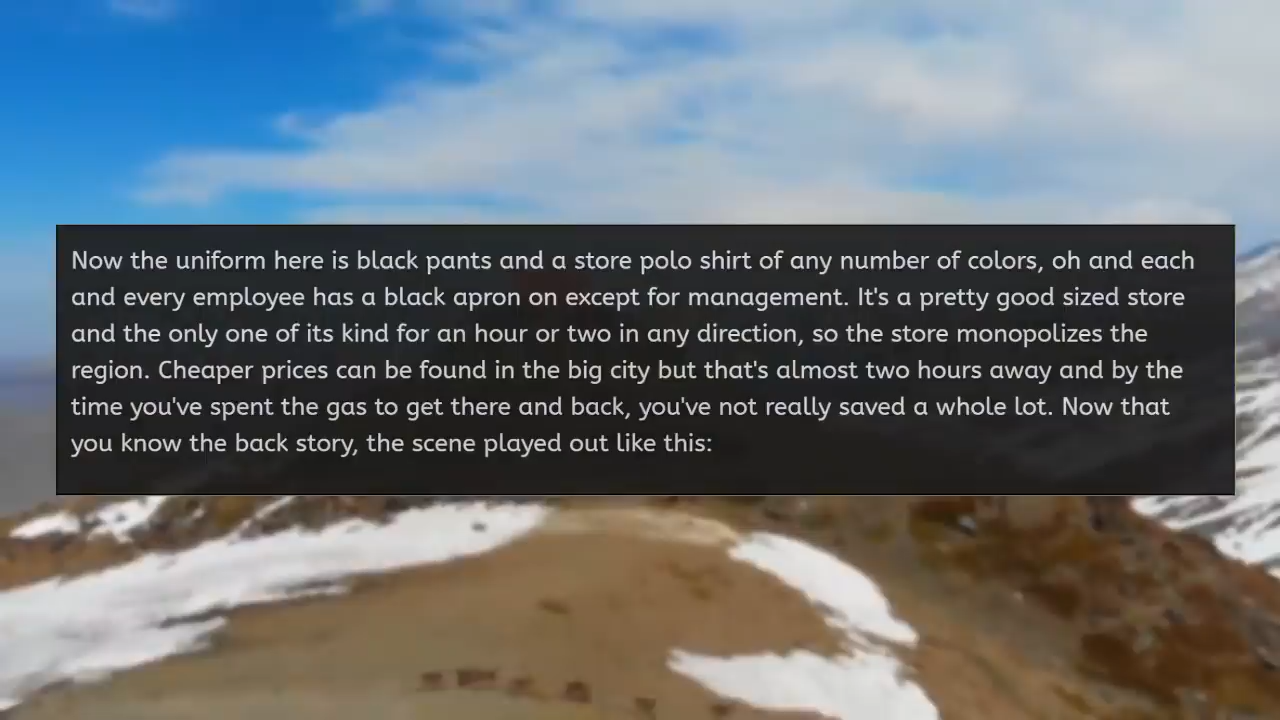 Now the uniform here is black pants and a store polo shirt of any number of colors, oh and each
and every employee has a black apron on except for management. It's a pretty good sized store
and the only one of its kind for an hour or two in any direction, so the store monopolizes the
region. Cheaper prices can be found in the big city but that's almost two hours away and by the
time you've spent the gas to get there and back, you've not really saved a whole lot. Now that
you know the back story, the scene played out like this: